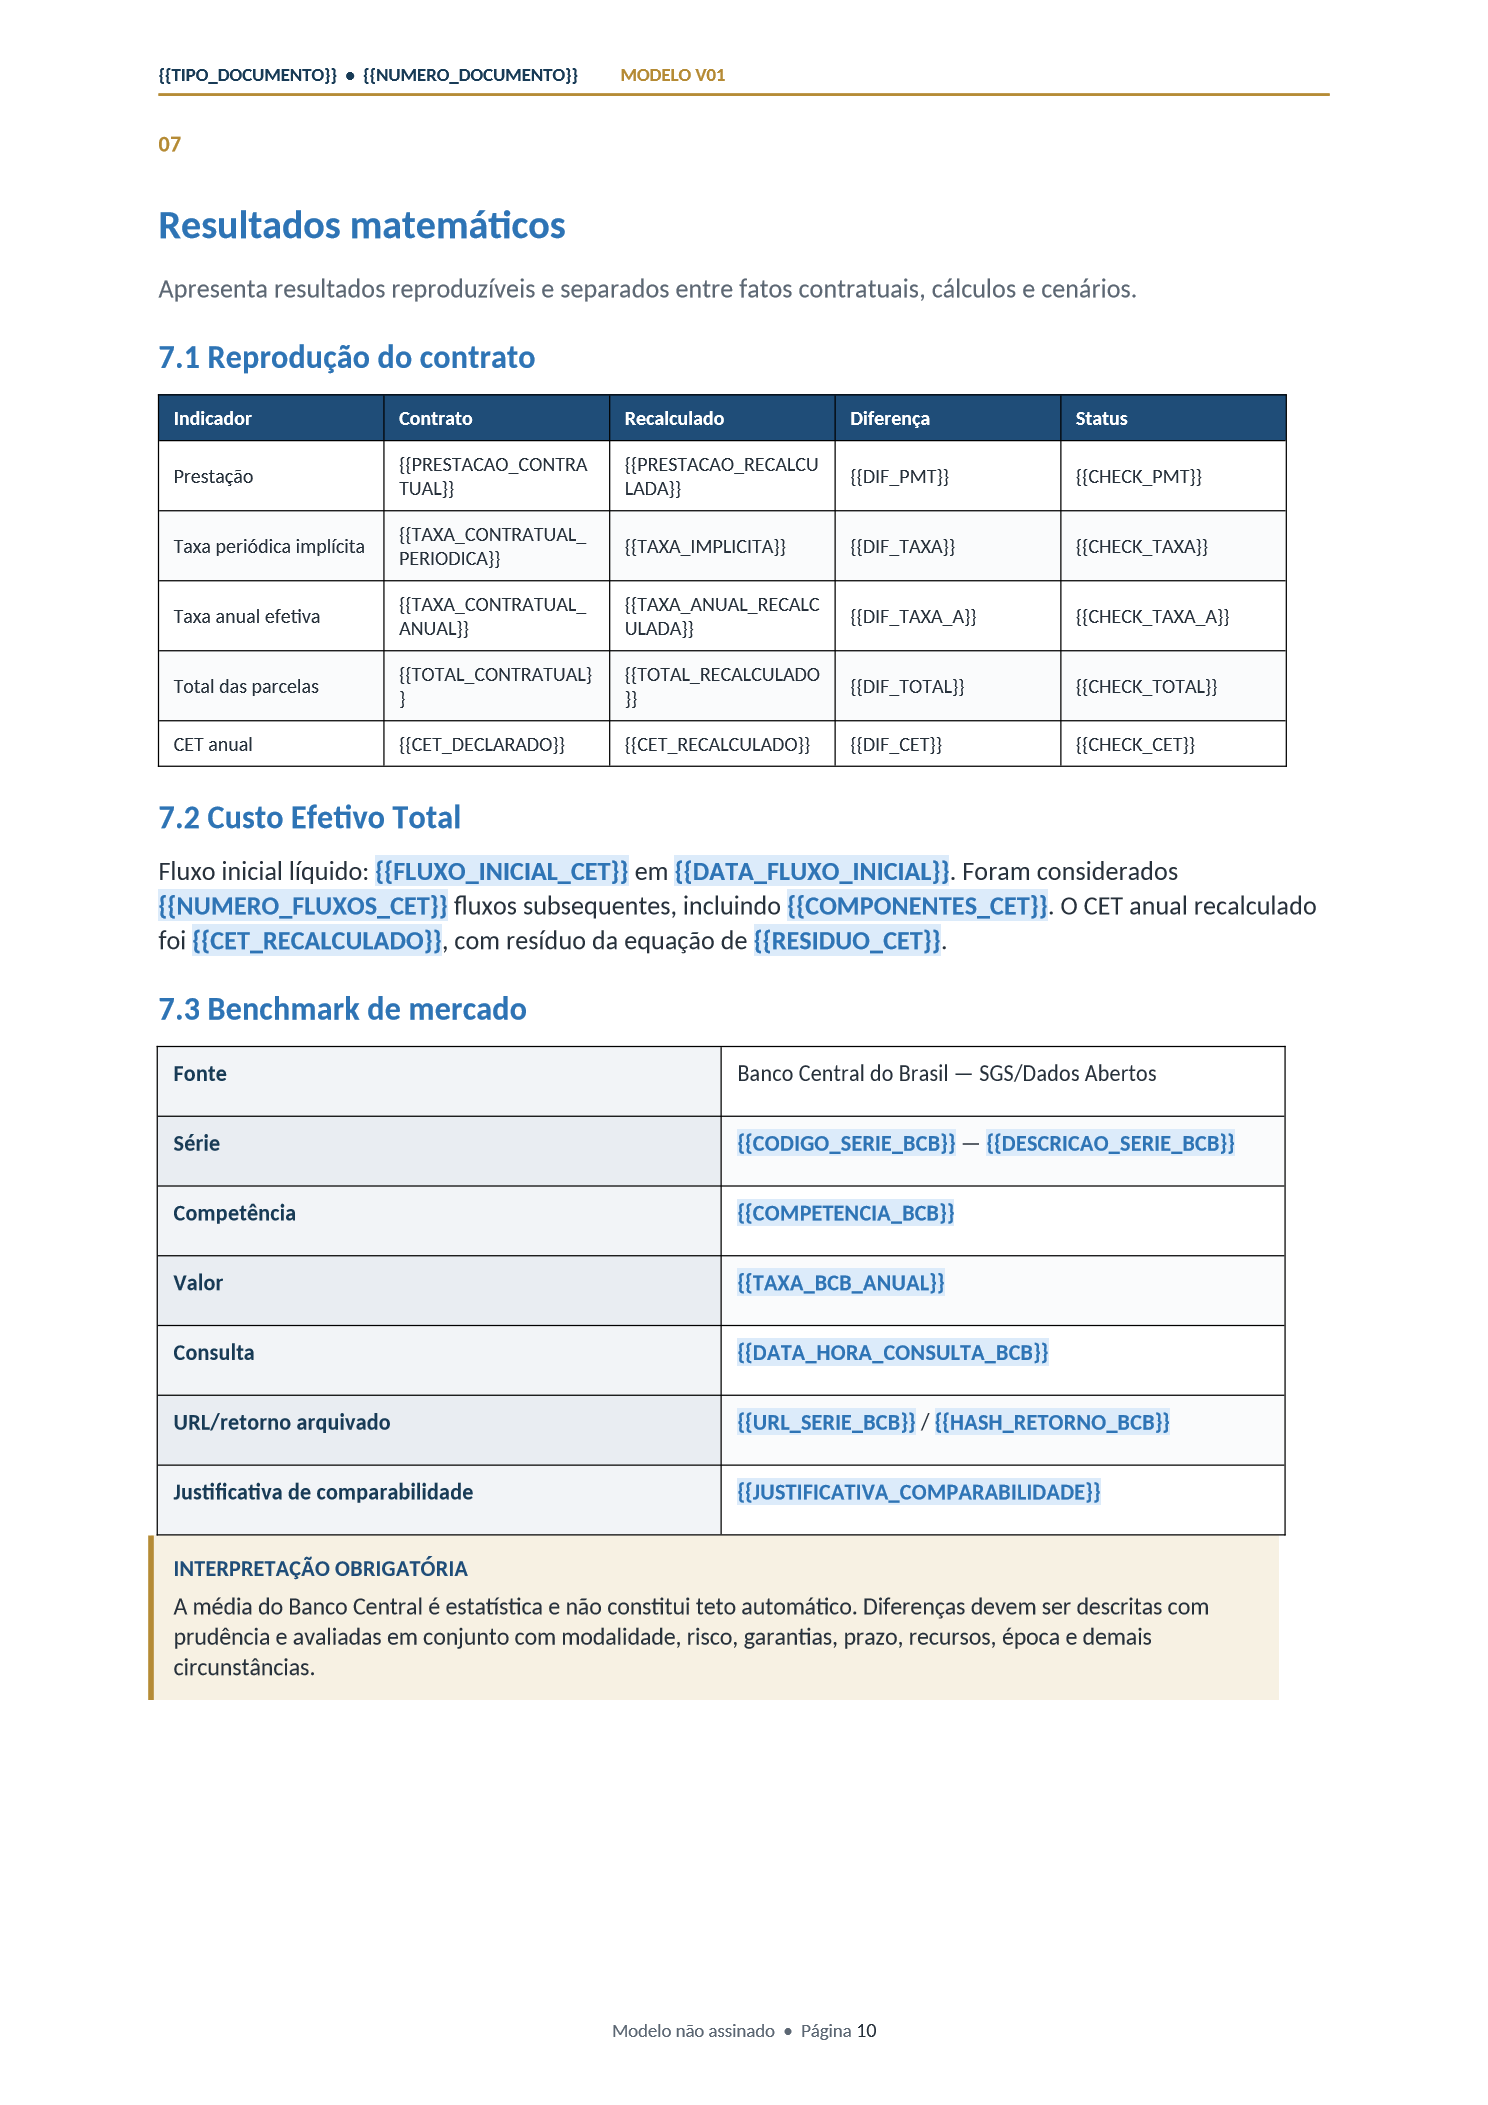 {{TIPO_DOCUMENTO}} • {{NUMERO_DOCUMENTO}} MODELO V01
07
Resultados matemáticos
Apresenta resultados reproduzíveis e separados entre fatos contratuais, cálculos e cenários.
7.1 Reprodução do contrato
Indicador Contrato Recalculado Diferença Status
Prestação {{PRESTACAO_CONTRA {{PRESTACAO_RECALCU {{DIF_PMT}} {{CHECK_PMT}}
TUAL}} LADA}}
Taxa periódica implícita {{TAXA_CONTRATUAL_ {{TAXA_IMPLICITA}} {{DIF_TAXA}} {{CHECK_TAXA}}
PERIODICA}}
Taxa anual efetiva {{TAXA_CONTRATUAL_ {{TAXA_ANUAL_RECALC {{DIF_TAXA_A}} {{CHECK_TAXA_A}}
ANUAL}} ULADA}}
Total das parcelas {{TOTAL_CONTRATUAL} {{TOTAL_RECALCULADO {{DIF_TOTAL}} {{CHECK_TOTAL}}
} }}
CET anual {{CET_DECLARADO}} {{CET_RECALCULADO}} {{DIF_CET}} {{CHECK_CET}}
7.2 Custo Efetivo Total
Fluxo inicial líquido: {{FLUXO_INICIAL_CET}} em {{DATA_FLUXO_INICIAL}}. Foram considerados
{{NUMERO_FLUXOS_CET}} fluxos subsequentes, incluindo {{COMPONENTES_CET}}. O CET anual recalculado
foi {{CET_RECALCULADO}}, com resíduo da equação de {{RESIDUO_CET}}.
7.3 Benchmark de mercado
Fonte Banco Central do Brasil — SGS/Dados Abertos
Série {{CODIGO_SERIE_BCB}} — {{DESCRICAO_SERIE_BCB}}
Competência {{COMPETENCIA_BCB}}
Valor {{TAXA_BCB_ANUAL}}
Consulta {{DATA_HORA_CONSULTA_BCB}}
URL/retorno arquivado {{URL_SERIE_BCB}} / {{HASH_RETORNO_BCB}}
Justificativa de comparabilidade {{JUSTIFICATIVA_COMPARABILIDADE}}
INTERPRETAÇÃO OBRIGATÓRIA
A média do Banco Central é estatística e não constitui teto automático. Diferenças devem ser descritas com
prudência e avaliadas em conjunto com modalidade, risco, garantias, prazo, recursos, época e demais
circunstâncias.
Modelo não assinado • Página 10